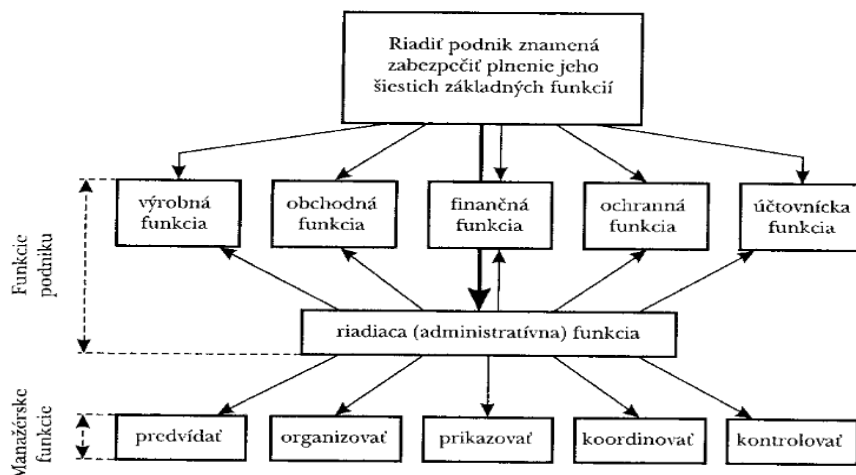 Riadiť podnik znamená
zabezpečiť plnenie jeho
šiestich základných funkcií
výrobná
funkcia
obchodná
funkcia
finančná
funkcia
ochranná
funkcia
účtovnícka
funkcia
Funkcie
podniku
riadiaca (administratívna) funkcia
Manažérske
funkcie
predvídať
organizovať
prikazovať
koordinovať
kontrolovať